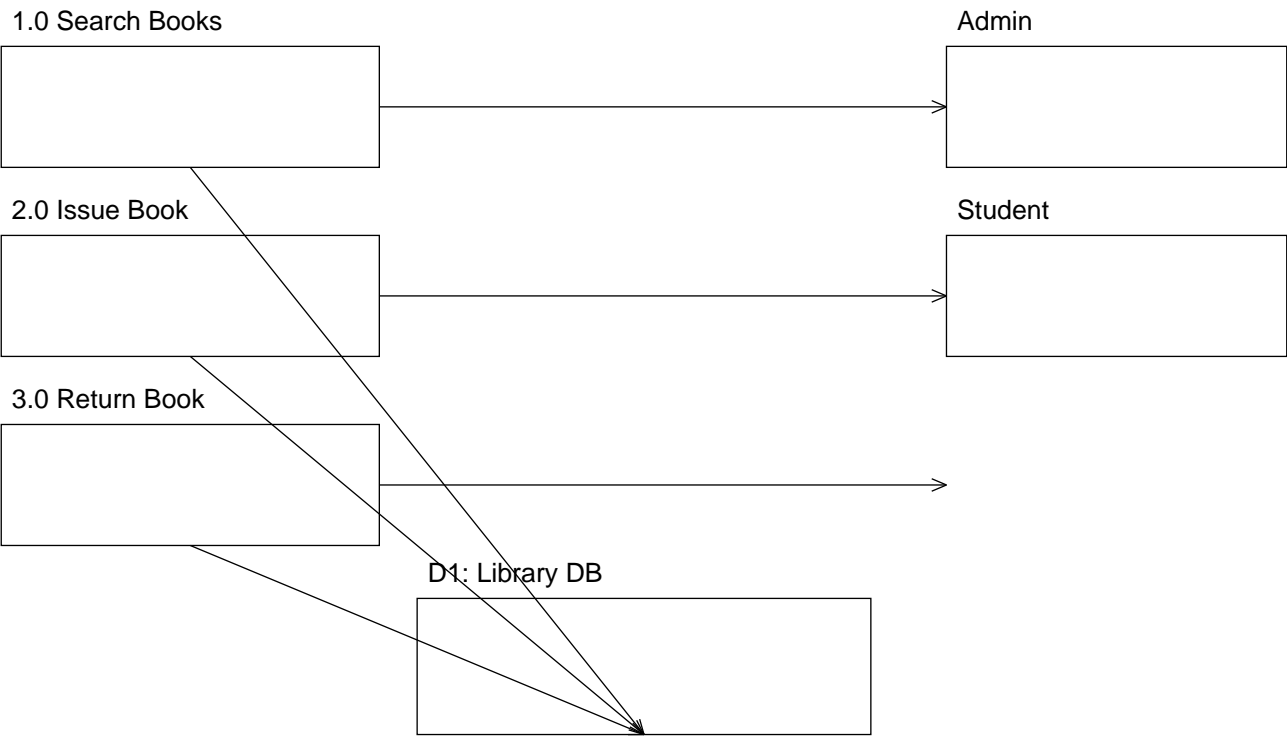 1.0 Search Books
Admin
2.0 Issue Book
Student
3.0 Return Book
D1: Library DB